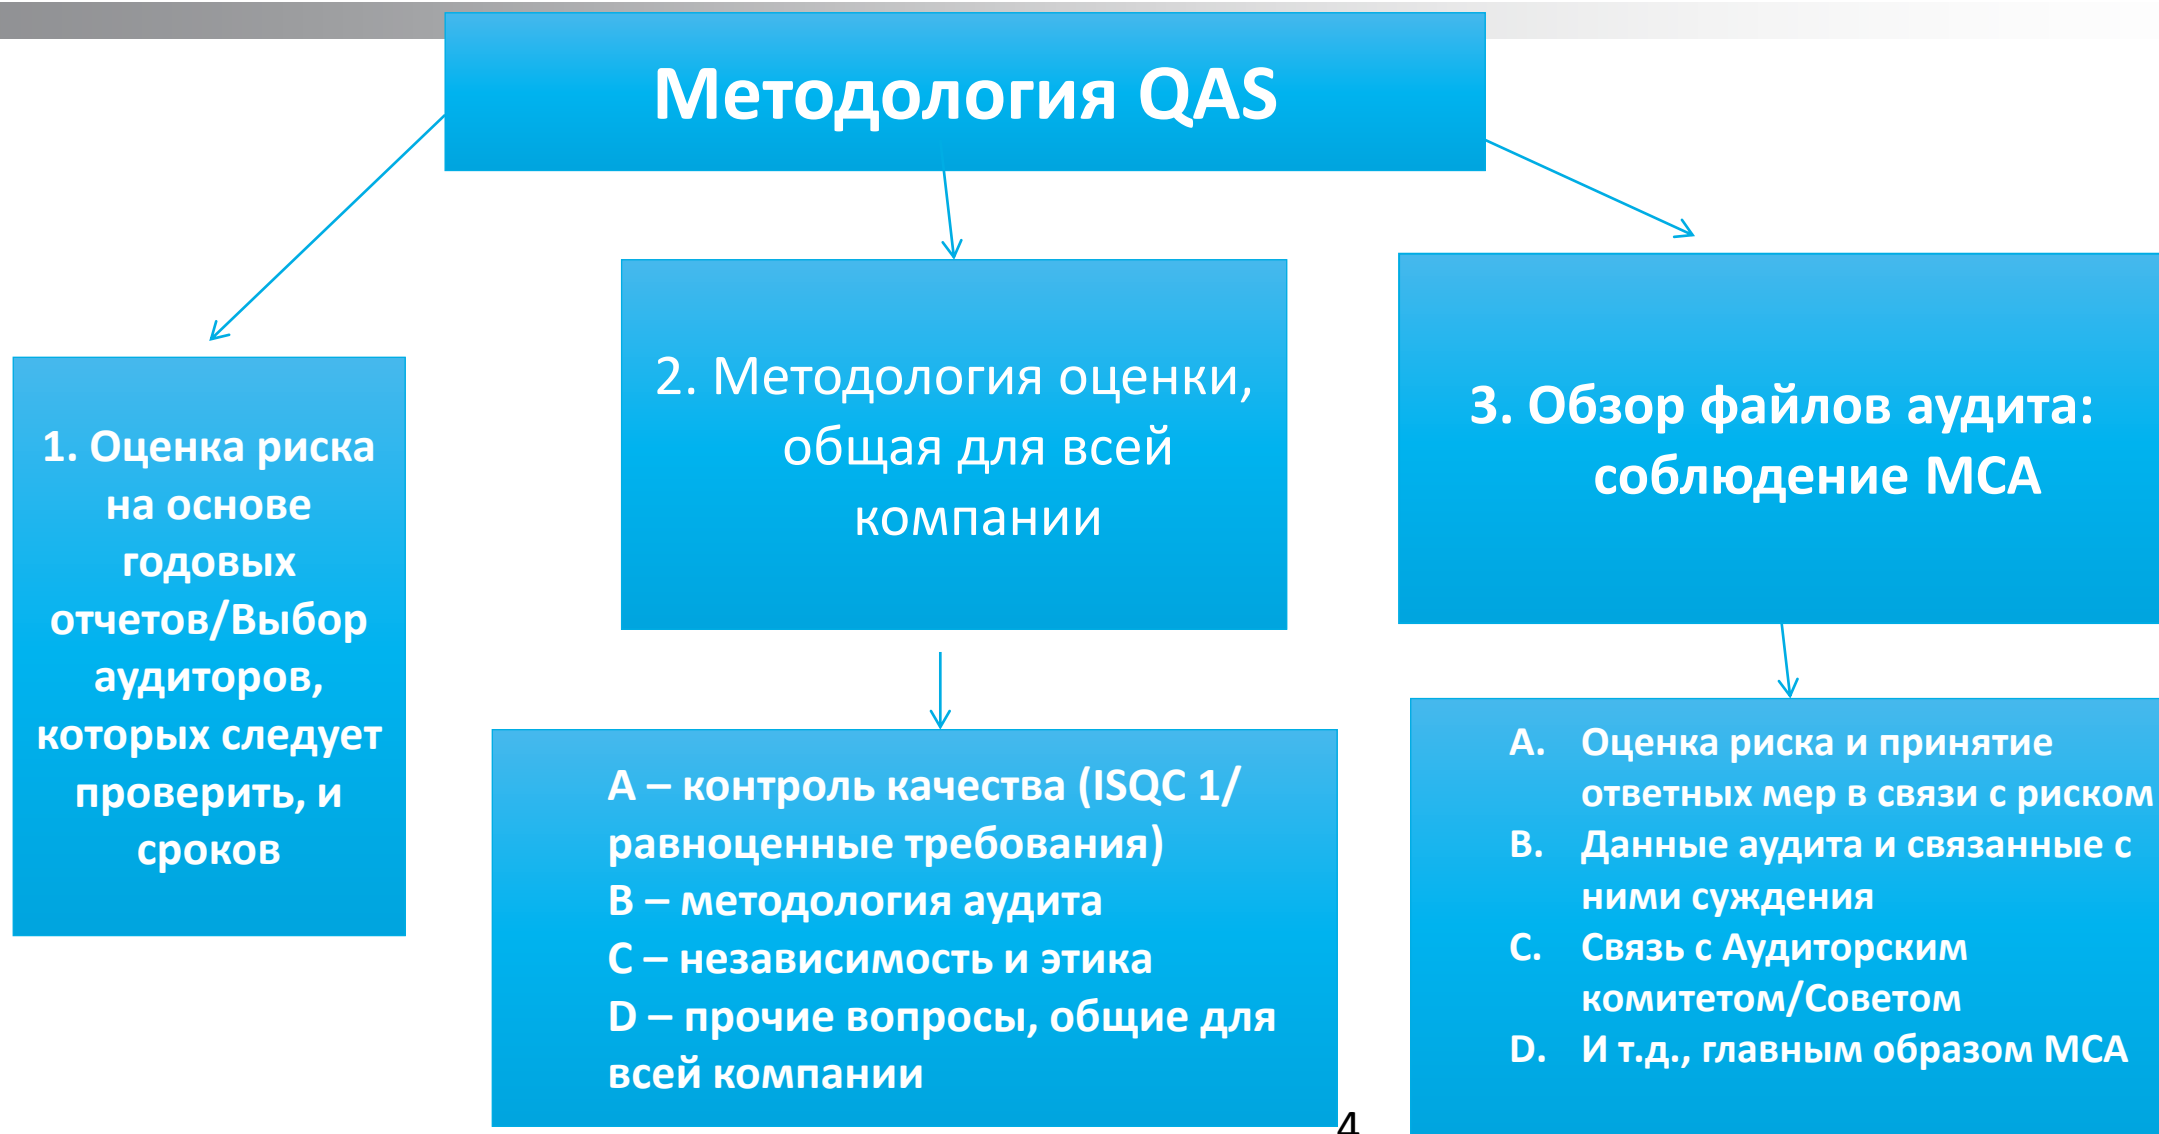 Методология QAS
1. Оценка риска
на основе
годовых
отчетов/Выбор
аудиторов,
которых следует
проверить, и
сроков
2. Методология оценки,
общая для всей
компании
A – контроль качества (ISQC 1/
равноценные требования)
B – методология аудита
C – независимость и этика
D – прочие вопросы, общие для
всей компании
3. Обзор файлов аудита:
соблюдение МСА
A. Оценка риска и принятие
ответных мер в связи с риском
B. Данные аудита и связанные с
ними суждения
C. Связь с Аудиторским
комитетом/Советом
D. И т.д., главным образом МСА
4